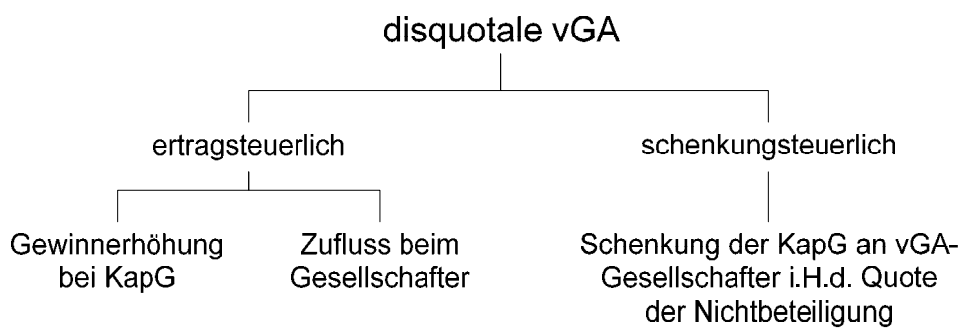 disquotale vGA
ertragsteuerlich
schenkungsteuerlich
Gewinnerhöhung
bei KapG
Zufluss beim
Gesellschafter
Schenkung der KapG an vGA-
Gesellschafter i.H.d. Quote
der Nichtbeteiligung